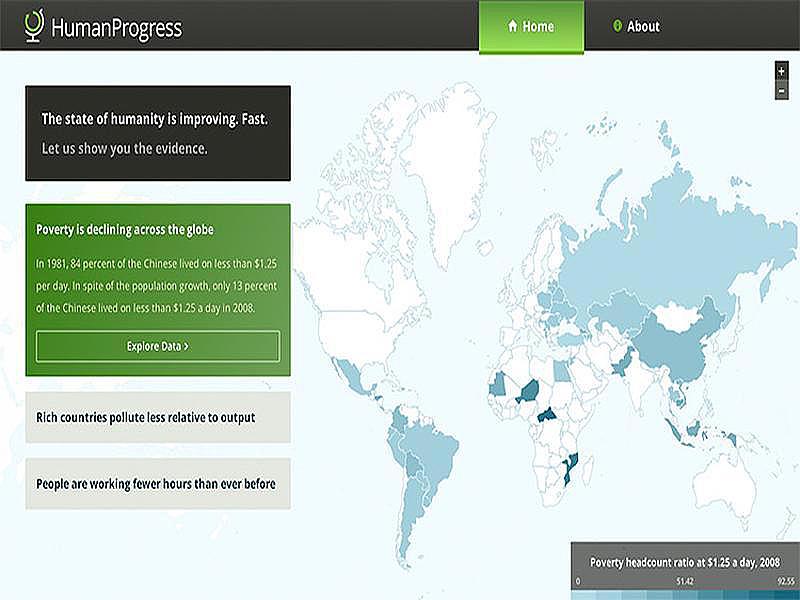 HumanProgress
Home
About
+
-
The state of humanity is improving. Fast.
Let us show you the evidence.
Poverty is declining across the globe
In 1981, 84 percent of the Chinese lived on less than $1.25
per day. In spite of the population growth, only 13 percent
of the Chinese lived on less than $1.25 a day in 2008.
Explore Data >
Rich countries pollute less relative to output
People are working fewer hours than ever before
Poverty headcount ratio at $1.25 a day, 2008
0 51.42 92.55